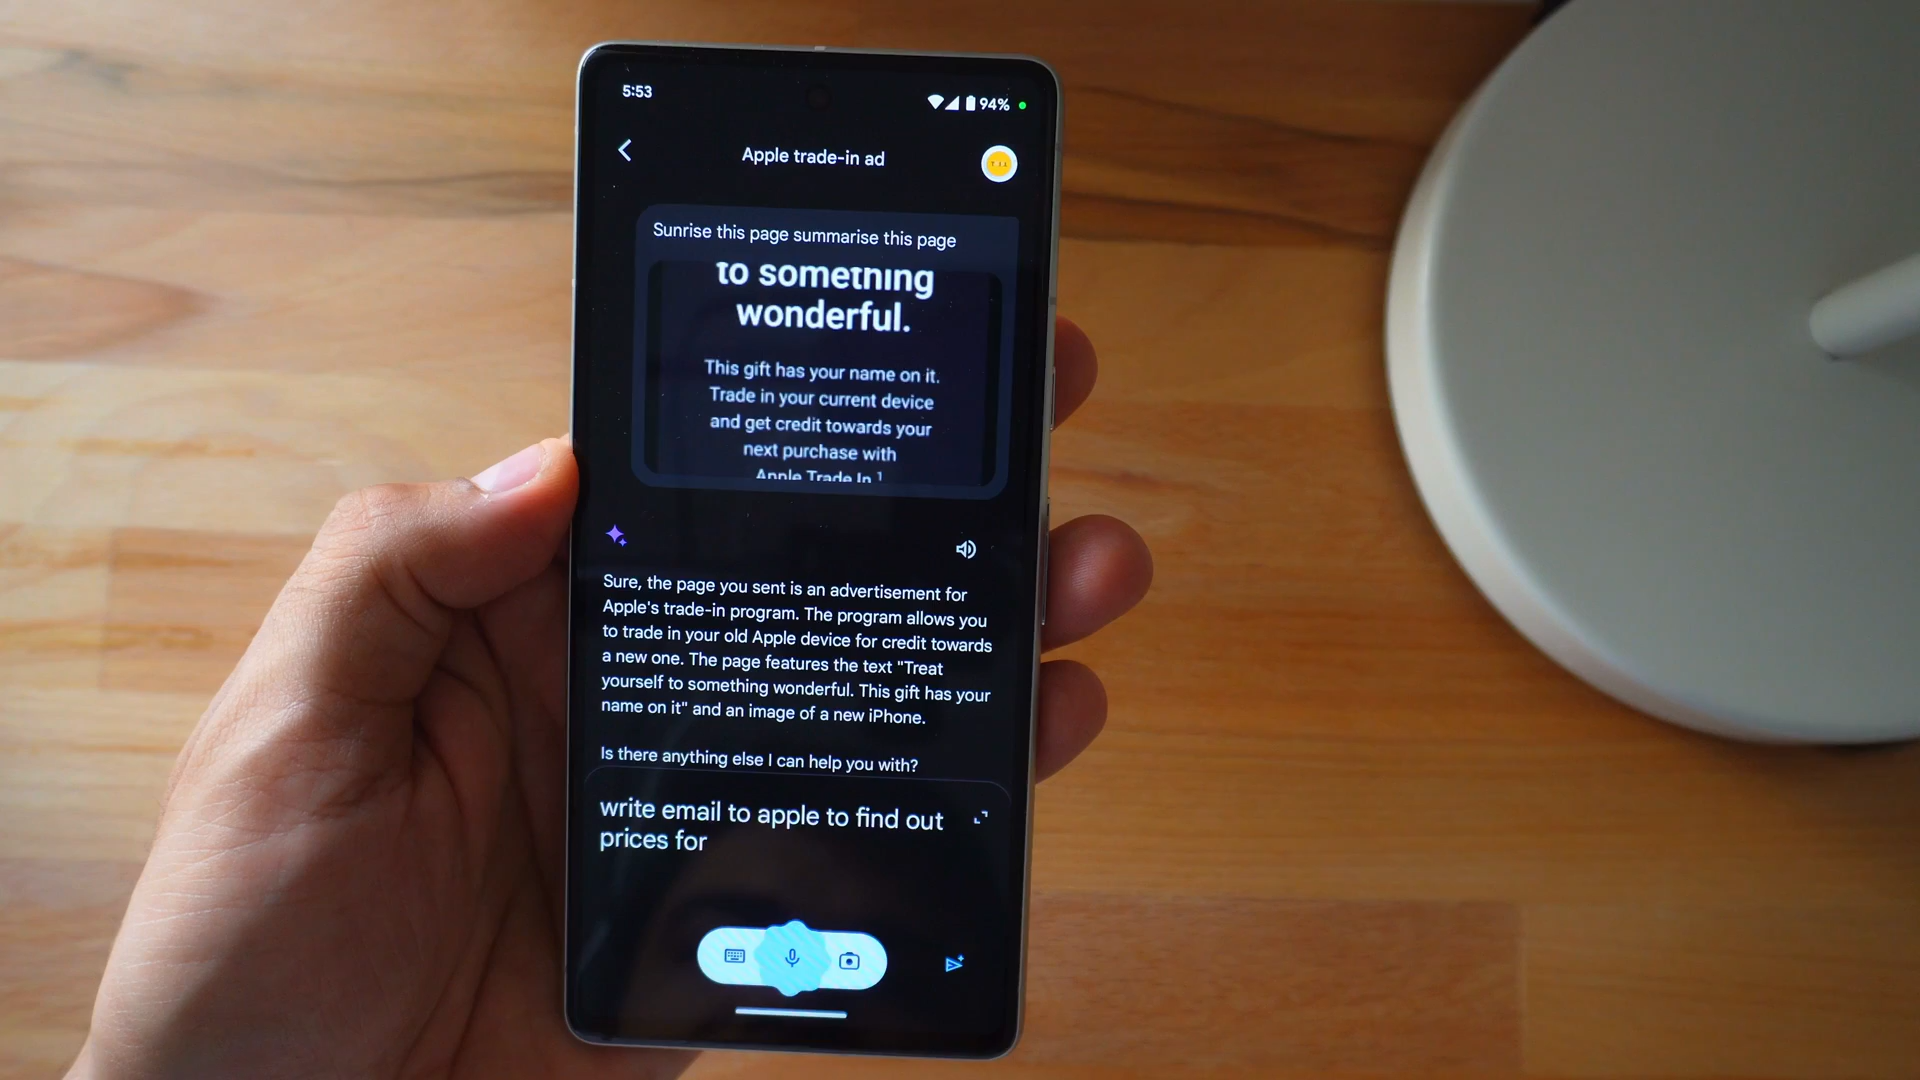 5:53
94%
Apple trade-in ad
Sunrise this page summarise this page
to something
wonderful.
This gift has your name on it.
Trade in your current device
and get credit towards your
next purchase with
Apple Trade In.¹
Sure, the page you sent is an advertisement for
Apple's trade-in program. The program allows you
to trade in your old Apple device for credit towards
a new one. The page features the text "Treat
yourself to something wonderful. This gift has your
name on it" and an image of a new iPhone.
Is there anything else I can help you with?
write email to apple to find out
prices for